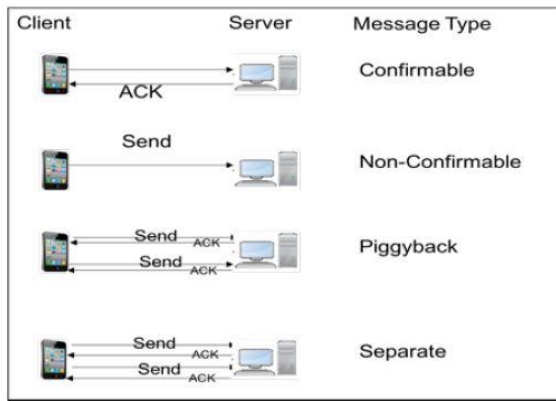 Client Server Message Type
Confirmable
ACK
Send
Non-Confirmable
Send
ACK
Piggyback
Send
ACK
Send
ACK
Separate
Send
ACK